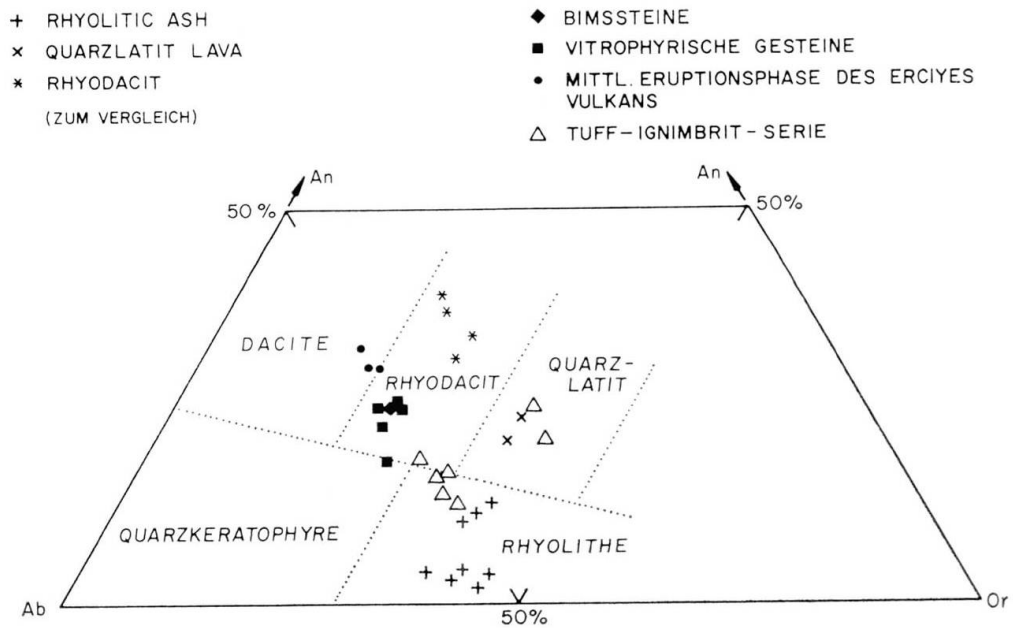 + RHYOLITIC ASH
× QUARZLATIT LAVA
* RHYODACIT
(ZUM VERGLEICH)
◆ BIMSSTEINE
■ VITROPHYRISCHE GESTEINE
● MITTL. ERUPTIONSPHASE DES ERCIYES
VULKANS
△ TUFF-IGNIMBRIT-SERIE
An
An
50%
50%
DACITE
RHYODACIT
QUARZ-
LATIT
QUARZKERATOPHYRE
RHYOLITHE
Ab
50%
Or